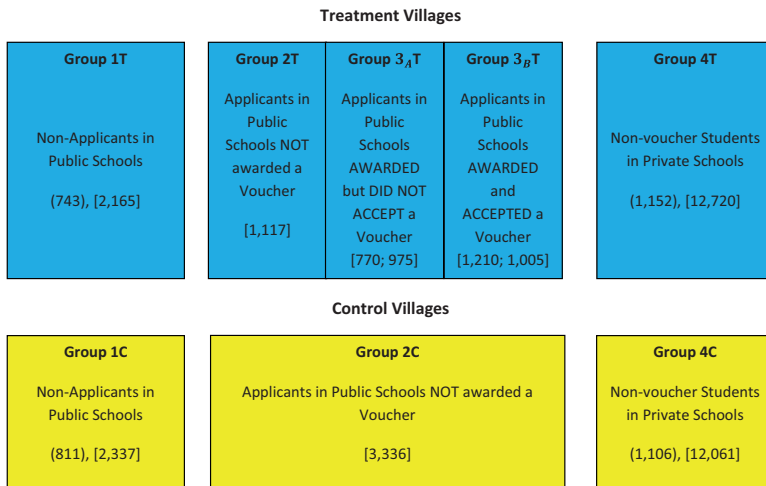 Treatment Villages
Group 1T
Non-Applicants in
Public Schools
(743), [2,165]
Group 2T
Applicants in
Public
Schools NOT
awarded a
Voucher
[1,117]
Group 3_A T
Applicants in
Public
Schools
AWARDED
but DID NOT
ACCEPT a
Voucher
[770; 975]
Group 3_B T
Applicants in
Public
Schools
AWARDED
and
ACCEPTED a
Voucher
[1,210; 1,005]
Group 4T
Non-voucher Students
in Private Schools
(1,152), [12,720]
Control Villages
Group 1C
Non-Applicants in
Public Schools
(811), [2,337]
Group 2C
Applicants in Public Schools NOT awarded a
Voucher
[3,336]
Group 4C
Non-voucher Students
in Private Schools
(1,106), [12,061]